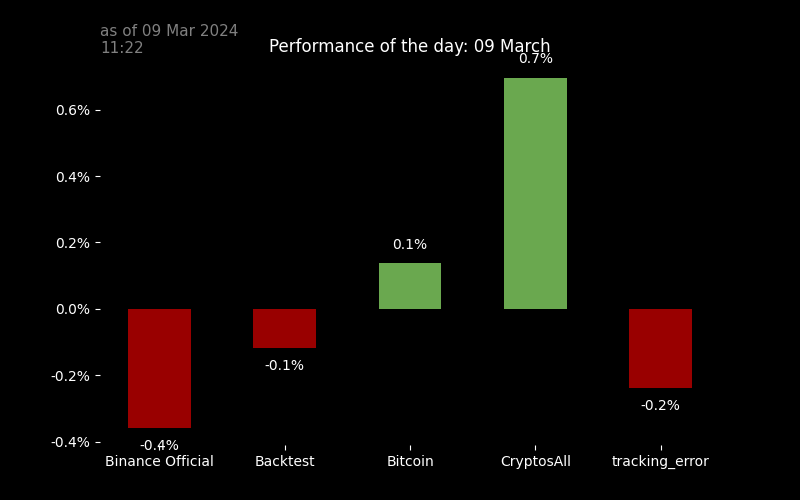 as of 09 Mar 2024
11:22
Performance of the day: 09 March
0.7%
0.6%
0.4%
0.2%
0.1%
0.0%
-0.1%
-0.2%
-0.2%
-0.4%
-0.4%
Binance Official
Backtest
Bitcoin
CryptosAll
tracking_error